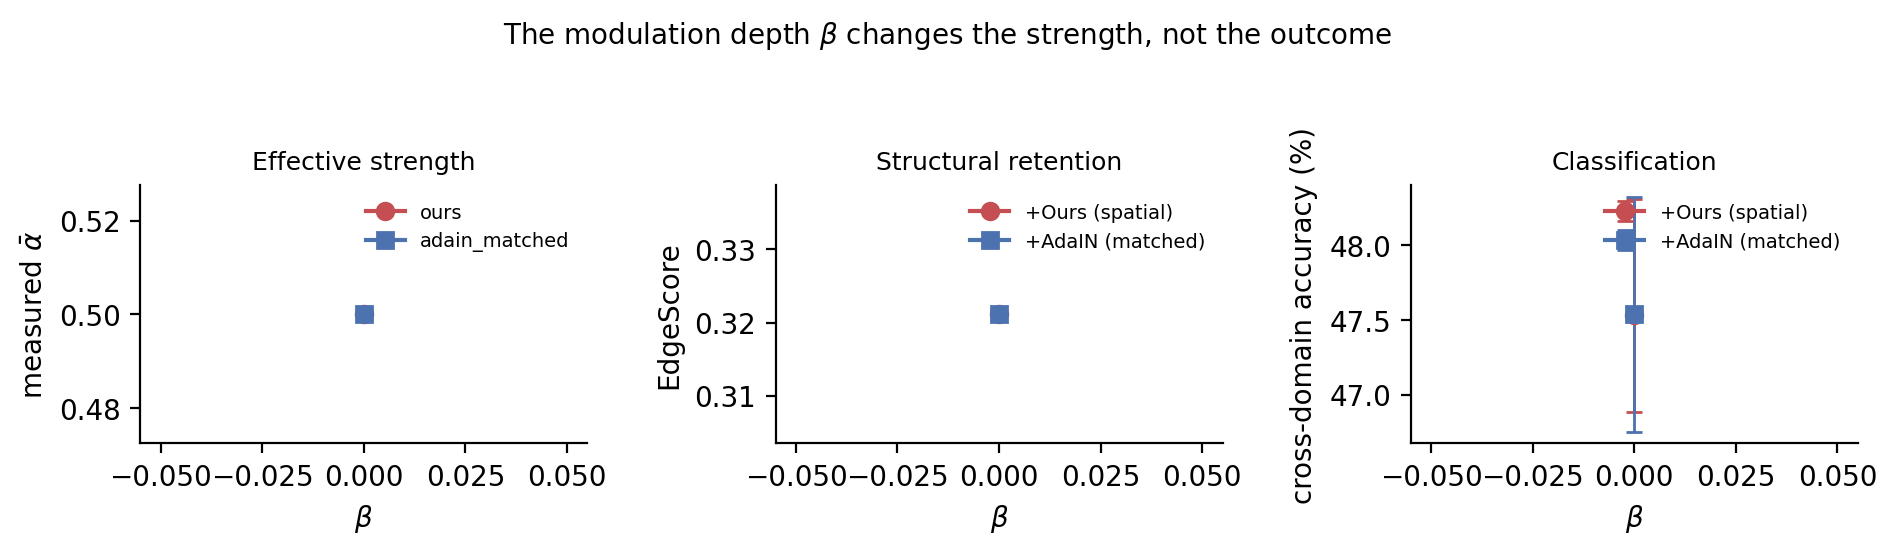 The modulation depth β changes the strength, not the outcome
Effective strength
measured ᾱ
0.52
0.50
0.48
ours
adain_matched
−0.050 −0.025 0.000 0.025 0.050
β
Structural retention
EdgeScore
0.33
0.32
0.31
+Ours (spatial)
+AdaIN (matched)
−0.050 −0.025 0.000 0.025 0.050
β
Classification
cross-domain accuracy (%)
48.0
47.5
47.0
+Ours (spatial)
+AdaIN (matched)
−0.050 −0.025 0.000 0.025 0.050
β